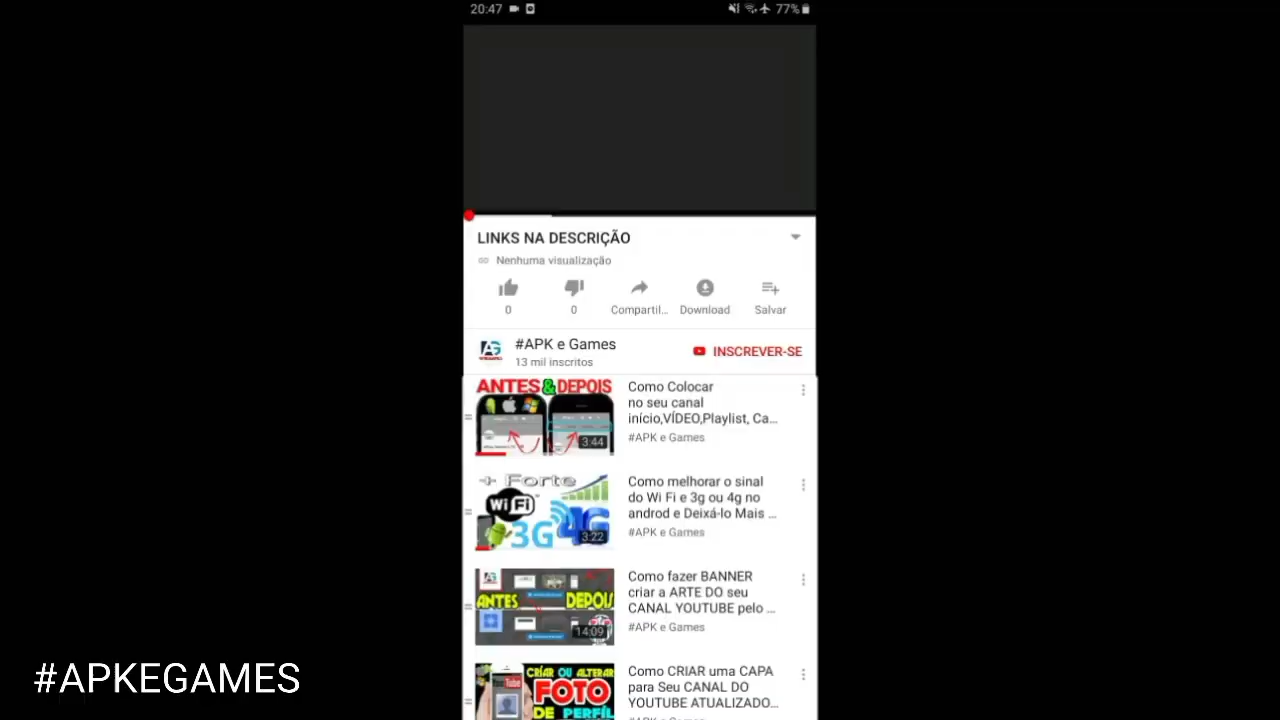 20:47
77%
LINKS NA DESCRIÇÃO
Nenhuma visualização
0
0
Compartil...
Download
Salvar
AG
#APK e Games
13 mil inscritos
INSCREVER-SE
ANTES & DEPOIS
3:44
Como Colocar
no seu canal
início,VÍDEO,Playlist, Ca...
#APK e Games
+ Forte
WiFi
3G
4G
3:22
Como melhorar o sinal
do Wi Fi e 3g ou 4g no
androd e Deixá-lo Mais ...
#APK e Games
ANTES
DEPOIS
14:09
Como fazer BANNER
criar a ARTE DO seu
CANAL YOUTUBE pelo ...
#APK e Games
CRIAR OU ALTERAR
FOTO
DE PERFIL
Como CRIAR uma CAPA
para Seu CANAL DO
YOUTUBE ATUALIZADO...
#APK e Games
#APKEGAMES